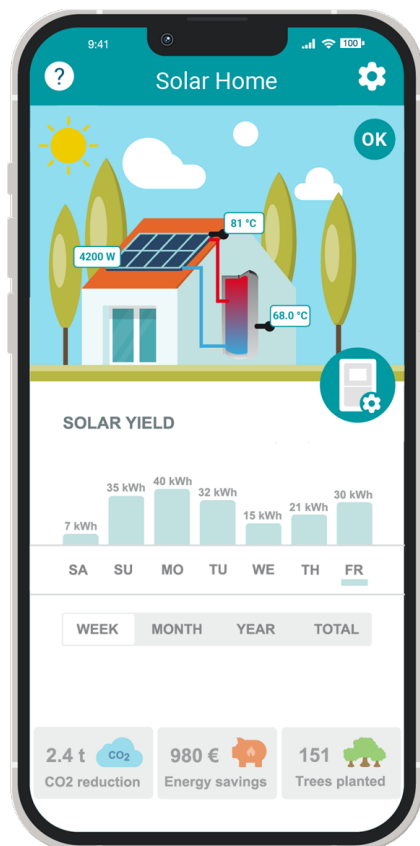 9:41
100
?
Solar Home
OK
81 °C
4200 W
68.0 °C
SOLAR YIELD
7 kWh 35 kWh 40 kWh 32 kWh 15 kWh 21 kWh 30 kWh
SA SU MO TU WE TH FR
WEEK MONTH YEAR TOTAL
2.4 t CO2 980 € 151
CO2 reduction Energy savings Trees planted